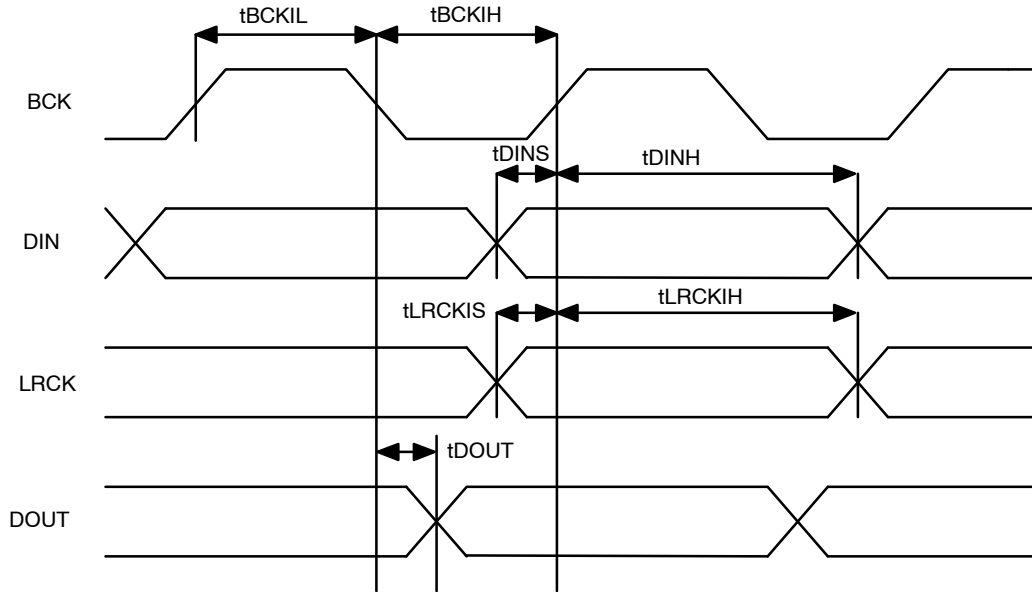 tBCKIL tBCKIH
BCK
tDINS tDINH
DIN
tLRCKIS tLRCKIH
LRCK
tDOUT
DOUT